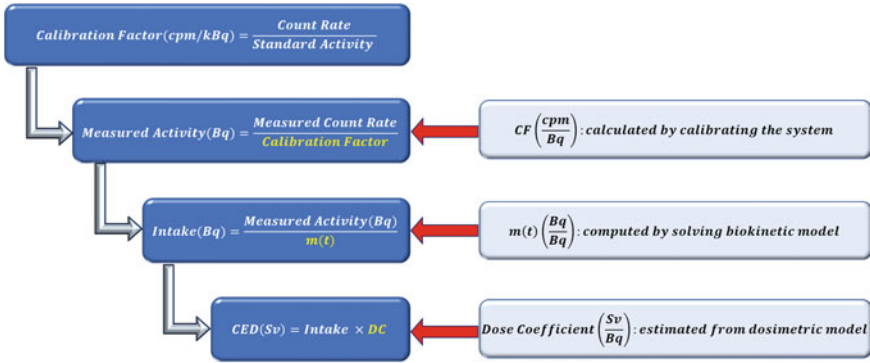 Calibration Factor(cpm/kBq) = Count Rate / Standard Activity
Measured Activity(Bq) = Measured Count Rate / Calibration Factor
CF (cpm/Bq): calculated by calibrating the system
Intake(Bq) = Measured Activity(Bq) / m(t)
m(t) (Bq/Bq): computed by solving biokinetic model
CED(Sv) = Intake × DC
Dose Coefficient (Sv/Bq): estimated from dosimetric model